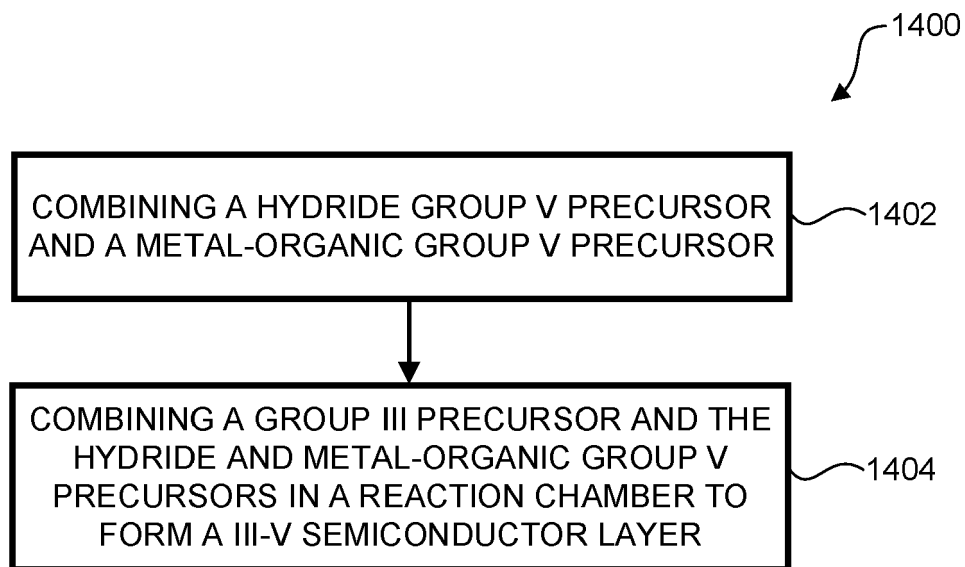 1400
COMBINING A HYDRIDE GROUP V PRECURSOR
AND A METAL-ORGANIC GROUP V PRECURSOR
1402
COMBINING A GROUP III PRECURSOR AND THE
HYDRIDE AND METAL-ORGANIC GROUP V
PRECURSORS IN A REACTION CHAMBER TO
FORM A III-V SEMICONDUCTOR LAYER
1404